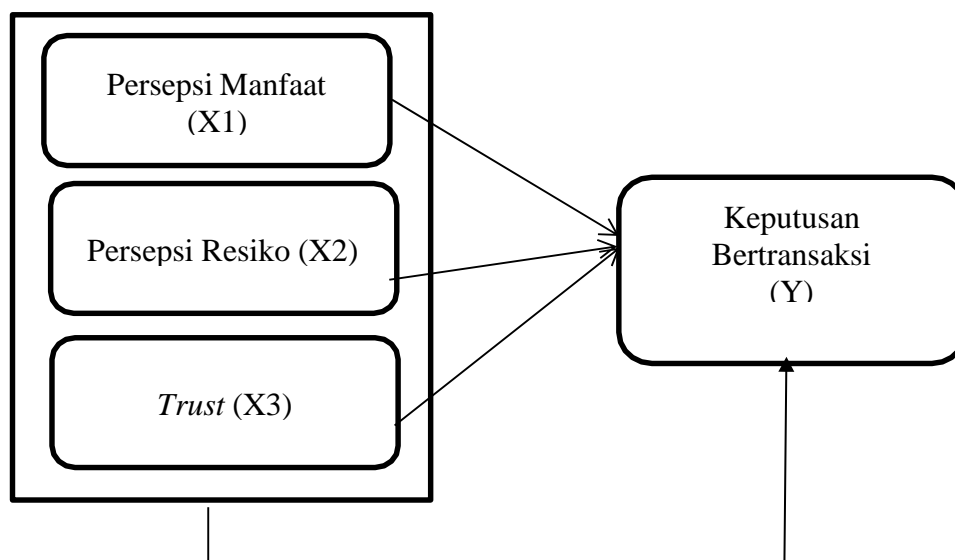 Persepsi Manfaat
(X1)
Persepsi Resiko (X2)
Trust (X3)
Keputusan
Bertransaksi
(Y)